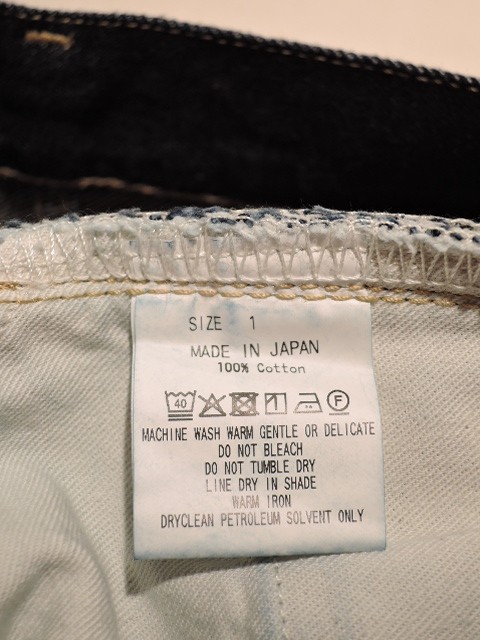 SIZE 1
MADE IN JAPAN
100% Cotton
40 F
MACHINE WASH WARM GENTLE OR DELICATE
DO NOT BLEACH
DO NOT TUMBLE DRY
LINE DRY IN SHADE
WARM IRON
DRYCLEAN PETROLEUM SOLVENT ONLY